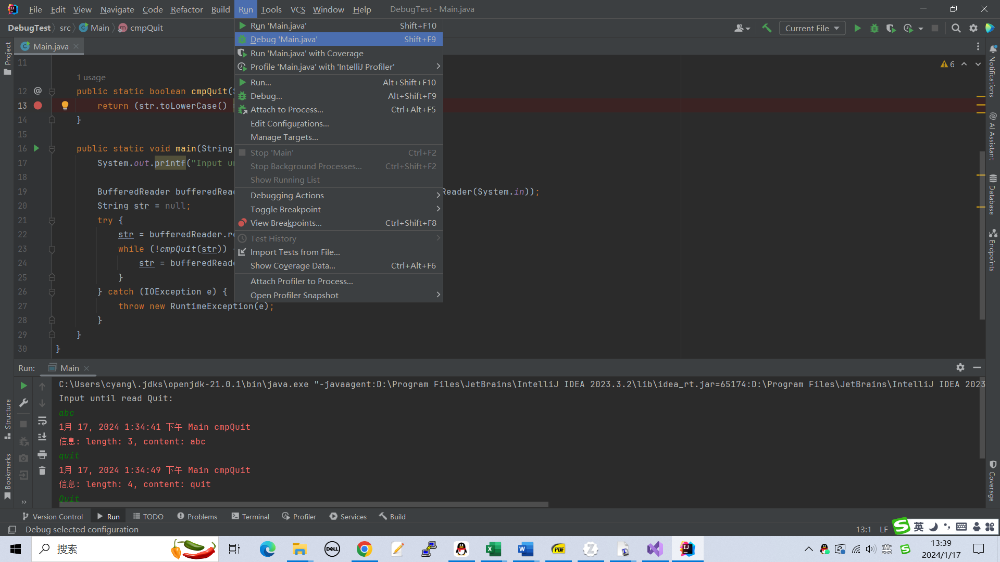 File Edit View Navigate Code Refactor Build Run Tools VCS Window Help DebugTest - Main.java
DebugTest src Main cmpQuit Current File
Main.java
Run 'Main.java' Shift+F10
Debug 'Main.java' Shift+F9
Run 'Main.java' with Coverage
Profile 'Main.java' with 'IntelliJ Profiler'
Run... Alt+Shift+F10
Debug... Alt+Shift+F9
Attach to Process... Ctrl+Alt+F5
Edit Configurations...
Manage Targets...
Stop 'Main' Ctrl+F2
Stop Background Processes... Ctrl+Shift+F2
Show Running List
Debugging Actions
Toggle Breakpoint
View Breakpoints... Ctrl+Shift+F8
Test History
Import Tests from File...
Show Coverage Data... Ctrl+Alt+F6
Attach Profiler to Process...
Open Profiler Snapshot
6
11
1 usage
12 @ public static boolean cmpQuit(
13 return (str.toLowerCase()
14 }
15
16 public static void main(String
17 System.out.printf("Input
18
19 BufferedReader Reader(System.in));
20 String str = null;
21 try {
22 str = bufferedReader.
23 while (!cmpQuit(str))
24 str =
25 }
26 } catch (IOException e) {
27 throw new RuntimeException(e);
28 }
29 }
30 }
Project
Structure
Bookmarks
Notifications
AI Assistant
Database
Endpoints
Coverage
Run: Main
C:\Users\cyang\.jdks\openjdk-21.0.1\bin\java.exe "-javaagent:D:\Program Files\JetBrains\IntelliJ IDEA 2023.3.2\lib\idea_rt.jar=65174:D:\Program Files\JetBrains\IntelliJ IDEA 2023
Input until read Quit:
abc
1月 17, 2024 1:34:41 下午 Main cmpQuit
信息: length: 3, content: abc
quit
1月 17, 2024 1:34:49 下午 Main cmpQuit
信息: length: 4, content: quit
Quit
Version Control Run TODO Problems Terminal Profiler Services Build
Debug selected configuration 13:1 LF
英
搜索
DELL
PDF
英
13:39
2024/1/17